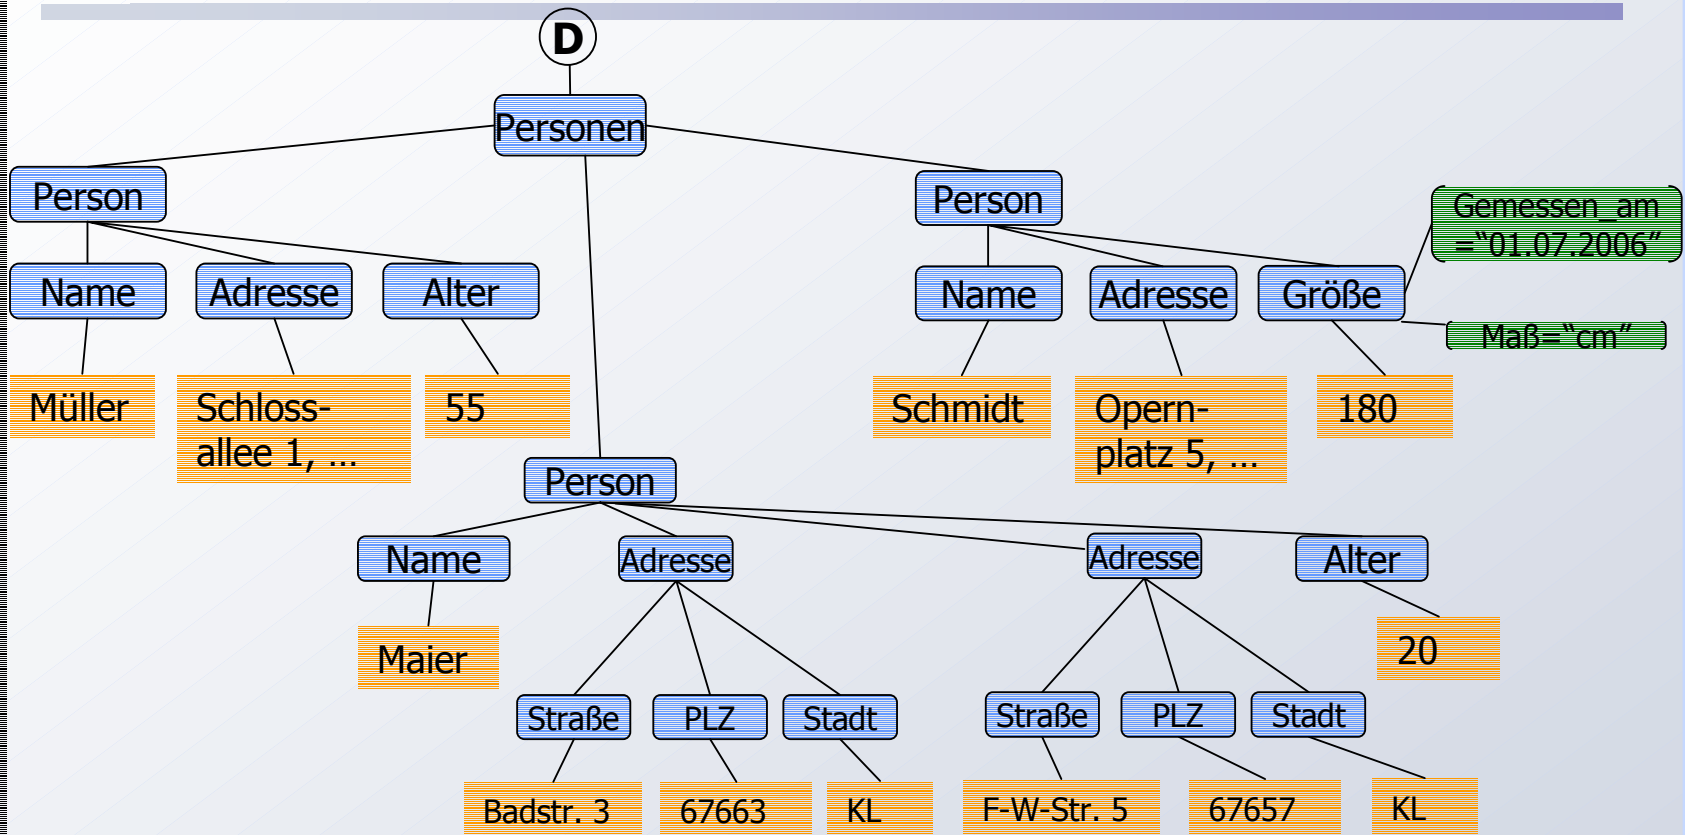 D
Personen
Person
Person
Gemessen_am
="01.07.2006"
Name
Adresse
Alter
Name
Adresse
Größe
Maß="cm"
Müller
Schloss-
allee 1, ...
55
Schmidt
Opern-
platz 5, ...
180
Person
Name
Adresse
Adresse
Alter
Maier
20
Straße
PLZ
Stadt
Straße
PLZ
Stadt
Badstr. 3
67663
KL
F-W-Str. 5
67657
KL